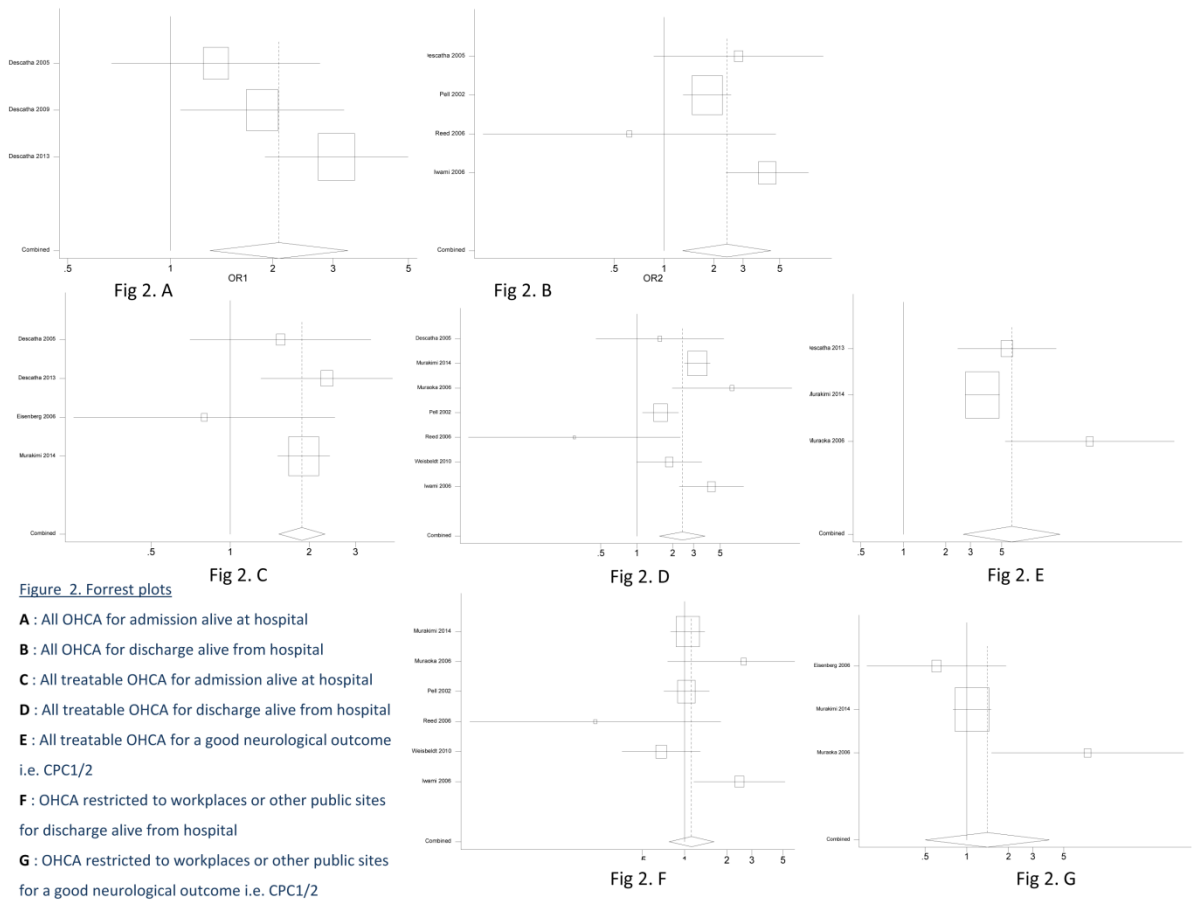 Descatha 2005
Descatha 2009
Descatha 2013
Combined
.5 1 2 3 5
OR1
Fig 2. A
escatha 2005
Pell 2002
Reed 2006
Iwami 2006
Combined
.5 1 2 3 5
OR2
Fig 2. B
Descatha 2005
Descatha 2013
Eisenberg 2006
Murakimi 2014
Combined
.5 1 2 3
Fig 2. C
Descatha 2005
Murakimi 2014
Muraoka 2006
Pell 2002
Reed 2006
Weisbeldt 2010
Iwami 2006
Combined
.5 1 2 3 5
Fig 2. D
escatha 2013
Murakimi 2014
Muraoka 2006
Combined
.5 1 2 3 5
Fig 2. E
Figure 2. Forrest plots
A : All OHCA for admission alive at hospital
B : All OHCA for discharge alive from hospital
C : All treatable OHCA for admission alive at hospital
D : All treatable OHCA for discharge alive from hospital
E : All treatable OHCA for a good neurological outcome
i.e. CPC1/2
F : OHCA restricted to workplaces or other public sites
for discharge alive from hospital
G : OHCA restricted to workplaces or other public sites
for a good neurological outcome i.e. CPC1/2
Murakimi 2014
Muraoka 2006
Pell 2002
Reed 2006
Weisbeldt 2010
Iwami 2006
Combined
1 2 3 5
Fig 2. F
Eisenberg 2006
Murakimi 2014
Muraoka 2006
Combined
.5 1 2 3 5
Fig 2. G